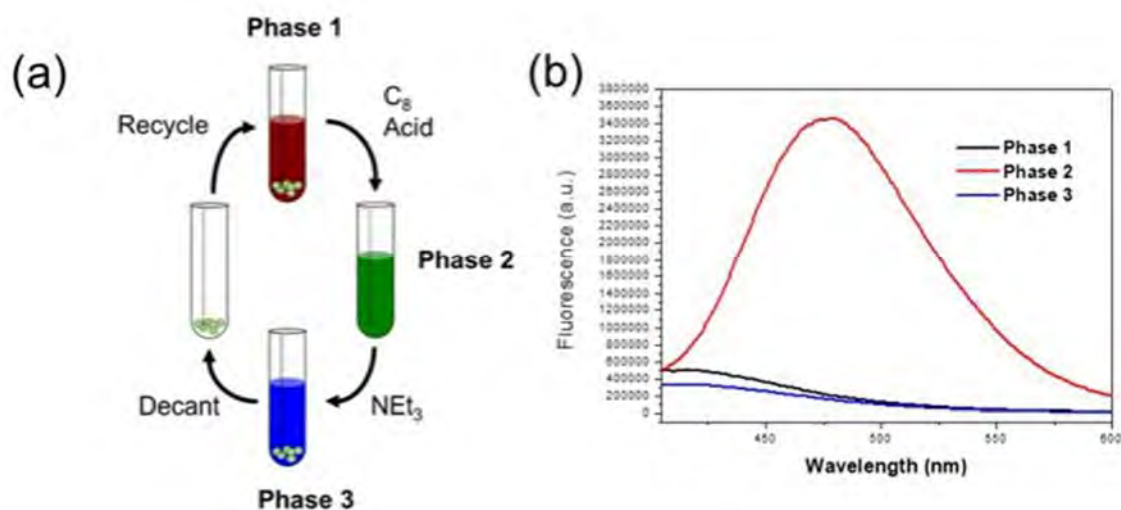 (a)
Phase 1
Recycle
C₈
Acid
Phase 2
Decant
NEt₃
Phase 3
(b)
3800000
3600000
3400000
3200000
3000000
2800000
2600000
2400000
2200000
2000000
1800000
1600000
1400000
1200000
1000000
800000
600000
400000
200000
0
Fluorescence (a.u.)
Phase 1
Phase 2
Phase 3
450
500
550
600
Wavelength (nm)